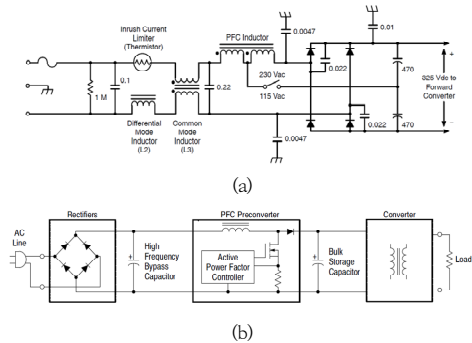 Inrush Current
Limiter
(Thermistor)
PFC Inductor
0.0047
0.01
0.1
1 M
0.22
230 Vac
115 Vac
0.022
470
325 Vdc to
Forward
Converter
+
−
Differential
Mode
Inductor
(L2)
Common
Mode
Inductor
(L3)
0.0047
0.022
470
(a)
Rectifiers
PFC Preconverter
Converter
AC
Line
+
High
Frequency
Bypass
Capacitor
Active
Power Factor
Controller
+
Bulk
Storage
Capacitor
Load
(b)